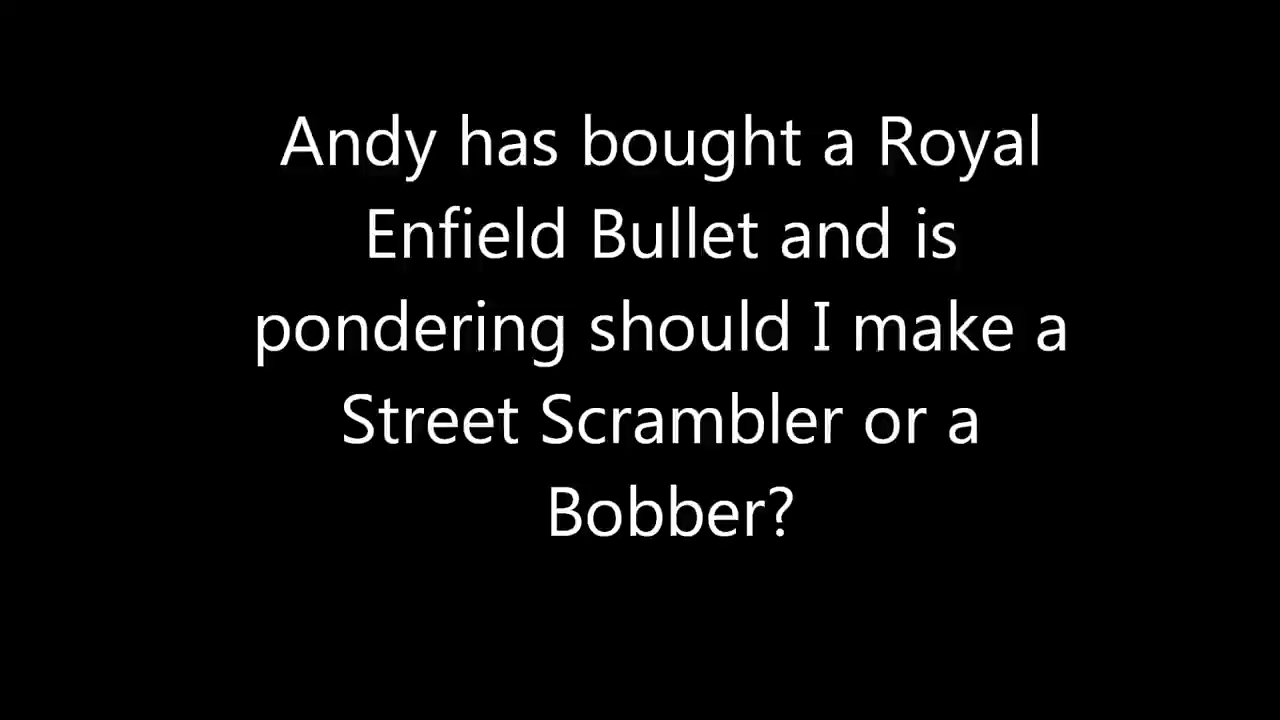 Andy has bought a Royal
Enfield Bullet and is
pondering should I make a
Street Scrambler or a
Bobber?